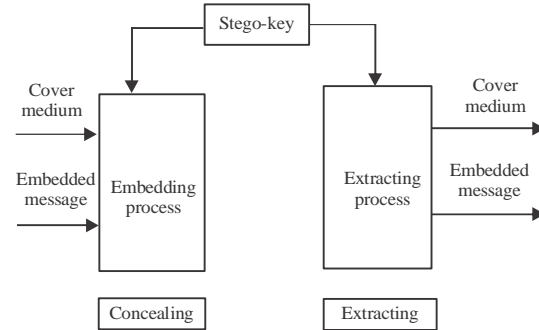 Stego-key
Cover
medium
Embedded
message
Embedding
process
Extracting
process
Cover
medium
Embedded
message
Concealing
Extracting